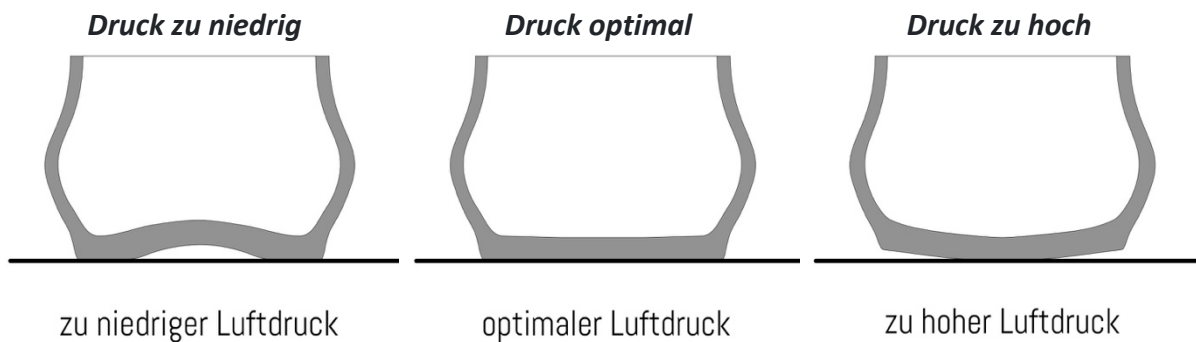 Druck zu niedrig
Druck optimal
Druck zu hoch
zu niedriger Luftdruck
optimaler Luftdruck
zu hoher Luftdruck